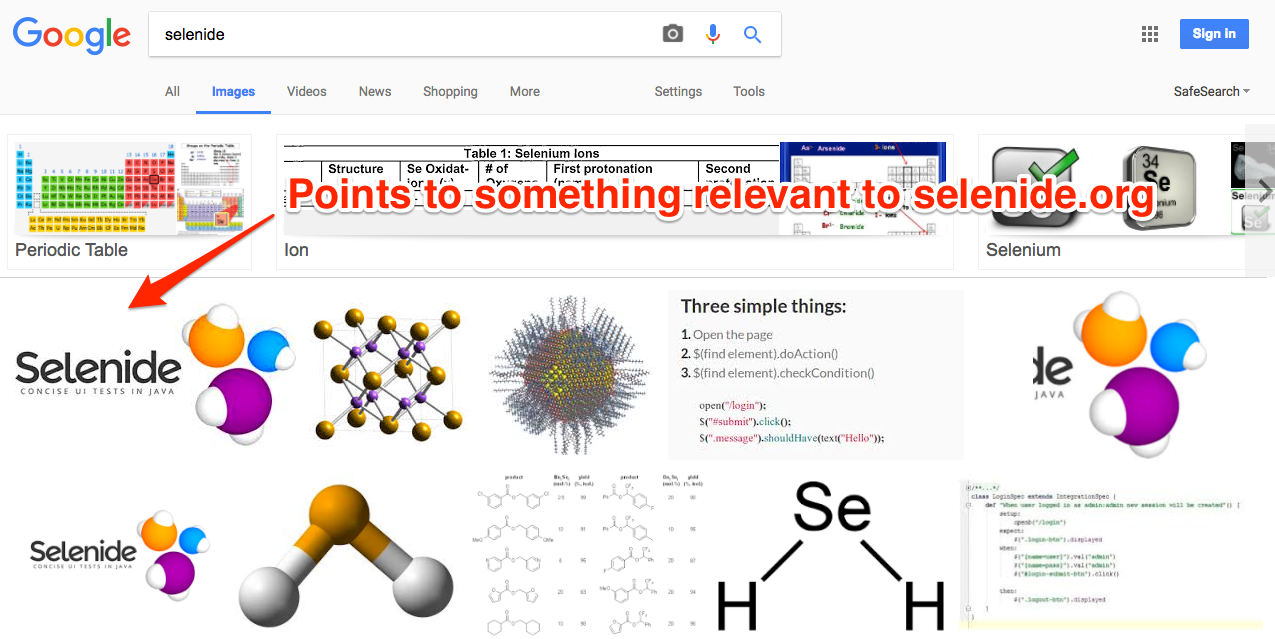 Google
selenide
Sign in
All Images Videos News Shopping More Settings Tools
SafeSearch
Table 1: Selenium Ions
Structure Se Oxidat- # of First protonation Second
Points to something relevant to selenide.org
Arsenide
Bromide
34
Se
Periodic Table
Ion
Selenium
Selenide
CONCISE UI TESTS IN JAVA
Three simple things:
1. Open the page
2. $(find element).doAction()
3. $(find element).checkCondition()
open("/login");
$("#submit").click();
$(".message").shouldHave(text("Hello"));
de
JAVA
Selenide
CONCISE UI TESTS IN JAVA
product yield product yield
Se
H H
/**...*/
class LoginSpec extends IntegrationSpec {
def "When user logged in as admin:admin new session will be created"() {
setup:
open("/login")
expect:
$(".login-btn").displayed
when:
$("[name=user]").val("admin")
$("[name=pass]").val("admin")
$("#login-submit-btn").click()
then:
$(".logout-btn").displayed
}
}